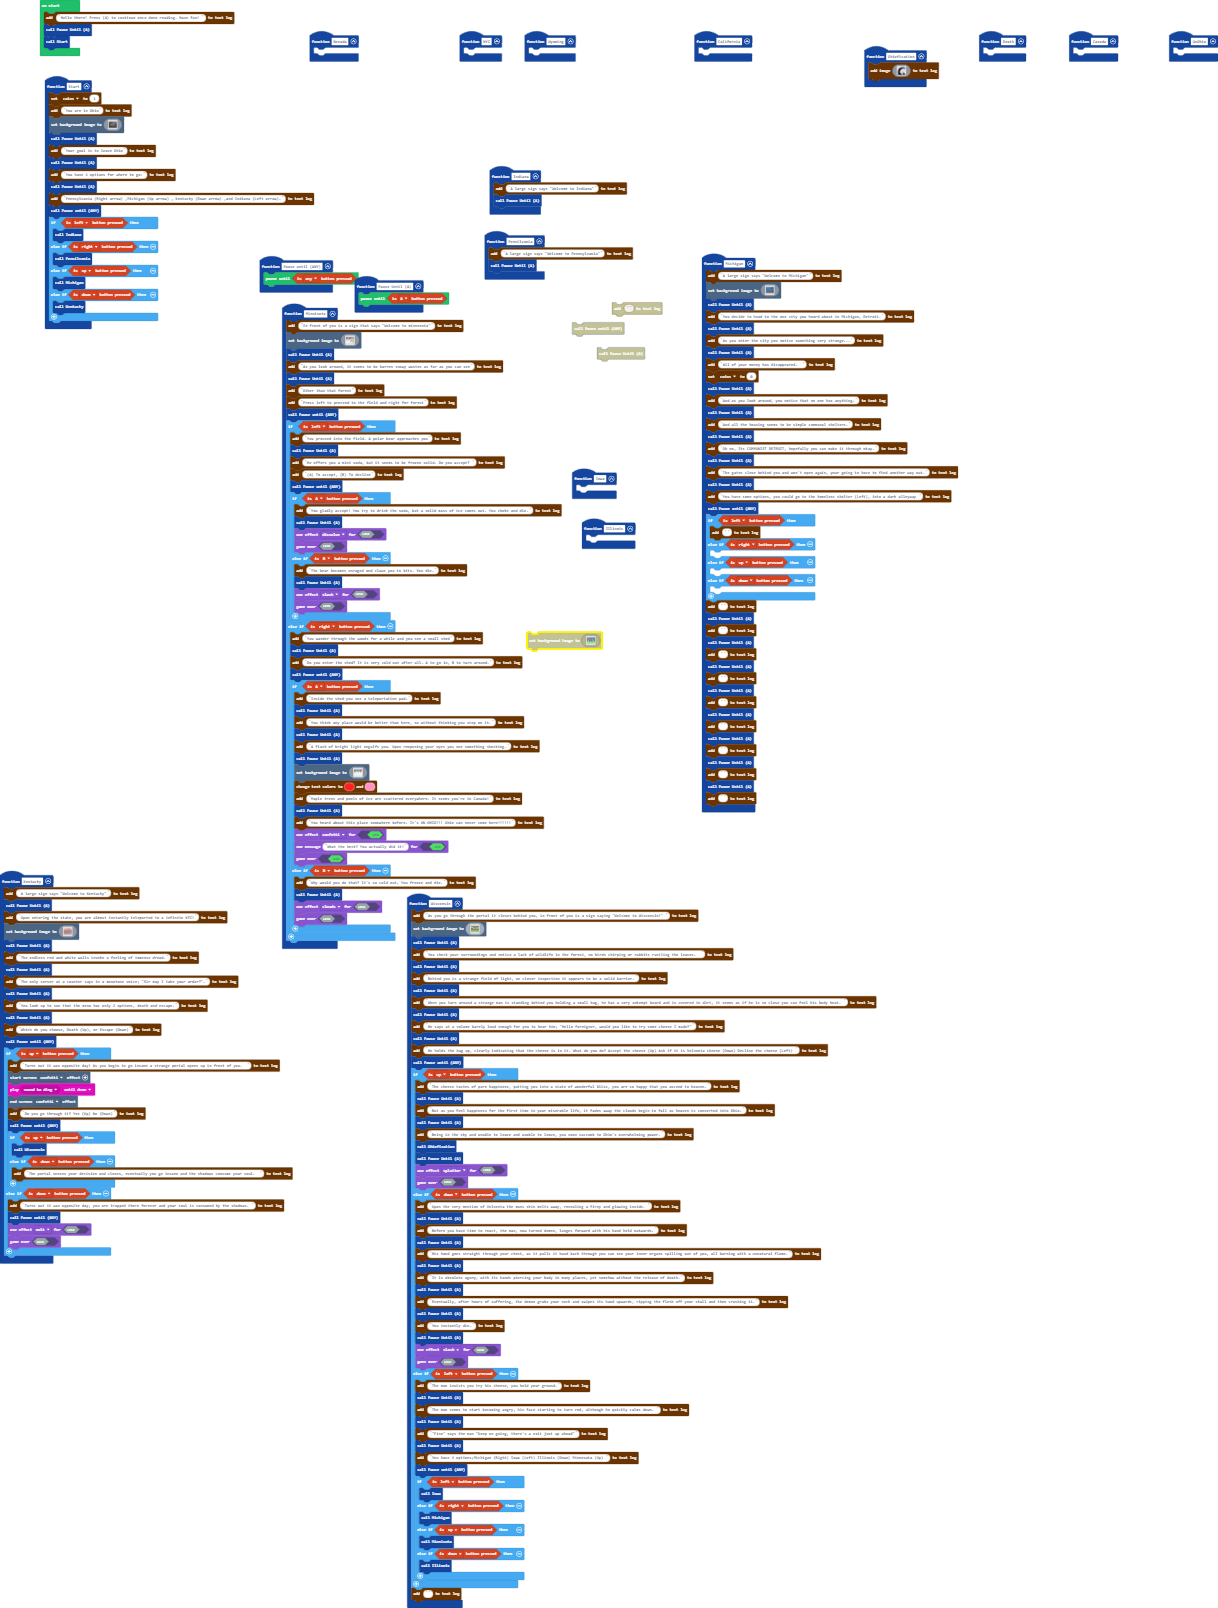 on start
add Hello there! Press (A) to continue once done reading. Have fun! to text log
call Pause Until (A)
call Start
function Nevada
function NYC
function Wyoming
function California
function Ohiofication
add image to text log
function Death
function Canada
function Start
set value to 1
add You are in Ohio to text log
set background image to
call Pause Until (A)
add Your goal is to leave Ohio to text log
call Pause Until (A)
add You have 4 options for where to go: to text log
call Pause Until (A)
add Pennsylvania (Right arrow) ,Michigan (Up arrow) , Kentucky (Down arrow) ,and Indiana (Left arrow). to text log
call Pause until (ANY)
if is left button pressed then
call Indiana
else if is right button pressed then
call Pennsilvania
else if is up button pressed then
call Michigan
else if is down button pressed then
call Kentucky
function Indiana
add A large sign says "Welcome to Indiana" to text log
call Pause Until (A)
function Pennsilvania
add A large sign says "Welcome to Pennsylvania" to text log
call Pause Until (A)
function Pause until (ANY)
pause until is any button pressed
function Pause Until (A)
pause until is A button pressed
add to text log
call Pause until (ANY)
call Pause Until (A)
function Iowa
function Illinois
set background image to
function Minnisota
add In front of you is a sign that says "Welcome to Minnesota" to text log
set background image to
call Pause Until (A)
add As you look around, it seems to be barren snowy wastes as far as you can see to text log
call Pause Until (A)
add Other than that forest to text log
add Press left to proceed to the field and right for forest to text log
call Pause until (ANY)
if is left button pressed then
add You proceed into the field. A polar bear approaches you to text log
call Pause Until (A)
add He offers you a mint soda, but it seems to be frozen solid. Do you accept? to text log
add (A) To accept, (B) To decline to text log
call Pause until (ANY)
if is A button pressed then
add You gladly accept! You try to drink the soda, but a solid mass of ice comes out. You choke and die. to text log
call Pause Until (A)
use effect dissolve for
game over
else if is B button pressed then
add The bear becomes enraged and claws you to bits. You die. to text log
call Pause Until (A)
use effect slash for
game over
else if is right button pressed then
add You wander through the woods for a while and you see a small shed to text log
call Pause Until (A)
add Do you enter the shed? It is very cold out after all. A to go in, B to turn around. to text log
call Pause until (ANY)
if is A button pressed then
add Inside the shed you see a teleportation pad. to text log
call Pause Until (A)
add You think any place would be better than here, so without thinking you step on it. to text log
call Pause Until (A)
add A flash of bright light engulfs you. Upon reopening your eyes you see something shocking. to text log
call Pause Until (A)
set background image to
change text colors to and
add Maple trees and pools of ice are scattered everywhere. It seems you're in Canada! to text log
call Pause Until (A)
add You heard about this place somewhere before. It's OH OHIO!!! Ohio can never come here!!!!!! to text log
use effect confetti for
use message What the heck? You actually did it! for
game over
else if is B button pressed then
add Why would you do that? It's so cold out. You freeze and die. to text log
call Pause Until (A)
use effect clouds for
game over
function Michigan
add A large sign says "Welcome to Michigan" to text log
set background image to
call Pause Until (A)
add You decide to head to the one city you heard about in Michigan, Detroit. to text log
call Pause Until (A)
add As you enter the city you notice something very strange... to text log
call Pause Until (A)
add All of your money has disappeared. to text log
set value to 0
call Pause Until (A)
add And as you look around, you notice that no one has anything. to text log
call Pause Until (A)
add And all the housing seems to be simple communal shelters. to text log
call Pause Until (A)
add Oh no, Its COMMUNIST DETROIT, hopefully you can make it through okay. to text log
call Pause Until (A)
add The gates close behind you and won't open again, your going to have to find another way out. to text log
call Pause Until (A)
add You have some options, you could go to the homeless shelter (Left), into a dark alleyway to text log
call Pause until (ANY)
if is left button pressed then
add to text log
else if is right button pressed then
else if is up button pressed then
else if is down button pressed then
add to text log
call Pause Until (A)
add to text log
call Pause Until (A)
add to text log
call Pause Until (A)
add to text log
call Pause Until (A)
add to text log
call Pause Until (A)
add to text log
call Pause Until (A)
add to text log
call Pause Until (A)
add to text log
call Pause Until (A)
add to text log
function Kentucky
add A large sign says "Welcome to Kentucky" to text log
call Pause Until (A)
add Upon entering the state, you are almost instantly teleported to a infinite KFC! to text log
set background image to
call Pause Until (A)
add The endless red and white walls invoke a feeling of immense dread. to text log
call Pause Until (A)
add The only server at a counter says in a monotone voice; "Sir may I take your order?". to text log
call Pause Until (A)
add You look up to see that the menu has only 2 options, death and escape. to text log
call Pause Until (A)
add Which do you choose, Death (Up), or Escape (Down) to text log
call Pause until (ANY)
if is up button pressed then
add Turns out it was opposite day! As you begin to go insane a strange portal opens up in front of you. to text log
start screen confetti effect
play sound ba ding until done
end screen confetti effect
add Do you go through it? Yes (Up) No (Down) to text log
call Pause until (ANY)
if is up button pressed then
call Wisconsin
else if is down button pressed then
add The portal senses your decision and closes, eventually you go insane and the shadows consume your soul. to text log
else if is down button pressed then
add Turns out it was opposite day, you are trapped there forever and your soul is consumed by the shadows. to text log
call Pause Until (A)
use effect melt for
game over
function Wisconsin
add As you go through the portal it closes behind you, in front of you is a sign saying "Welcome to Wisconsin!" to text log
set background image to
call Pause Until (A)
add You check your surroundings and notice a lack of wildlife in the forest, no birds chirping or rabbits rustling the leaves. to text log
call Pause Until (A)
add Behind you is a strange field of light, on closer inspection it appears to be a solid barrier. to text log
call Pause Until (A)
add When you turn around a strange man is standing behind you holding a small bag, he has a very unkempt beard and is covered in dirt. It seems as if he is so close you can feel his body heat. to text log
call Pause Until (A)
add He says at a volume barely loud enough for you to hear him; "Hello foreigner, would you like to try some cheese I made?" to text log
call Pause Until (A)
add He holds the bag up, clearly indicating that the cheese is in it. What do you do? Accept the cheese (Up) Ask if it is Velveeta cheese (Down) Decline the cheese (Left) to text log
call Pause until (ANY)
if is up button pressed then
add The cheese tastes of pure happiness, putting you into a state of wonderful bliss, you are so happy that you ascend to heaven. to text log
call Pause Until (A)
add But as you feel happiness for the first time in your miserable life, it fades away the clouds begin to fall as heaven is converted into Ohio. to text log
call Pause Until (A)
add Being in the sky and unable to leave and unable to leave, you soon succumb to Ohio's overwhelming power. to text log
call Ohiofication
call Pause Until (A)
use effect splatter for
game over
else if is down button pressed then
add Upon the very mention of Velveeta the mans skin melts away, revealing a firey and glowing inside. to text log
call Pause Until (A)
add Before you have time to react, the man, now turned demon, lunges forward with his hand held outwards. to text log
call Pause Until (A)
add His hand goes straight through your chest, as it pulls it hand back through you can see your inner organs spilling out of you, all burning with a unnatural flame. to text log
call Pause Until (A)
add It is absolute agony, with its hands piercing your body in many places, yet somehow without the release of death. to text log
call Pause Until (A)
add Eventually, after hours of suffering, the demon grabs your neck and swipes its hand upwards, ripping the flesh off your skull and then crushing it. to text log
call Pause Until (A)
add You instantly die. to text log
call Pause Until (A)
use effect slash for
game over
else if is left button pressed then
add The man insists you try his cheese, you hold your ground. to text log
call Pause Until (A)
add The man seems to start becoming angry, his face starting to turn red, although he quickly calms down. to text log
call Pause Until (A)
add "Fine" says the man "Keep on going, there's a exit just up ahead" to text log
call Pause Until (A)
add You have 4 options;Michigan (Right) Iowa (Left) Illinois (Down) Minnesota (Up) to text log
call Pause until (ANY)
if is left button pressed then
call Iowa
else if is right button pressed then
call Michigan
else if is up button pressed then
call Minnisota
else if is down button pressed then
call Illinois
add to text log